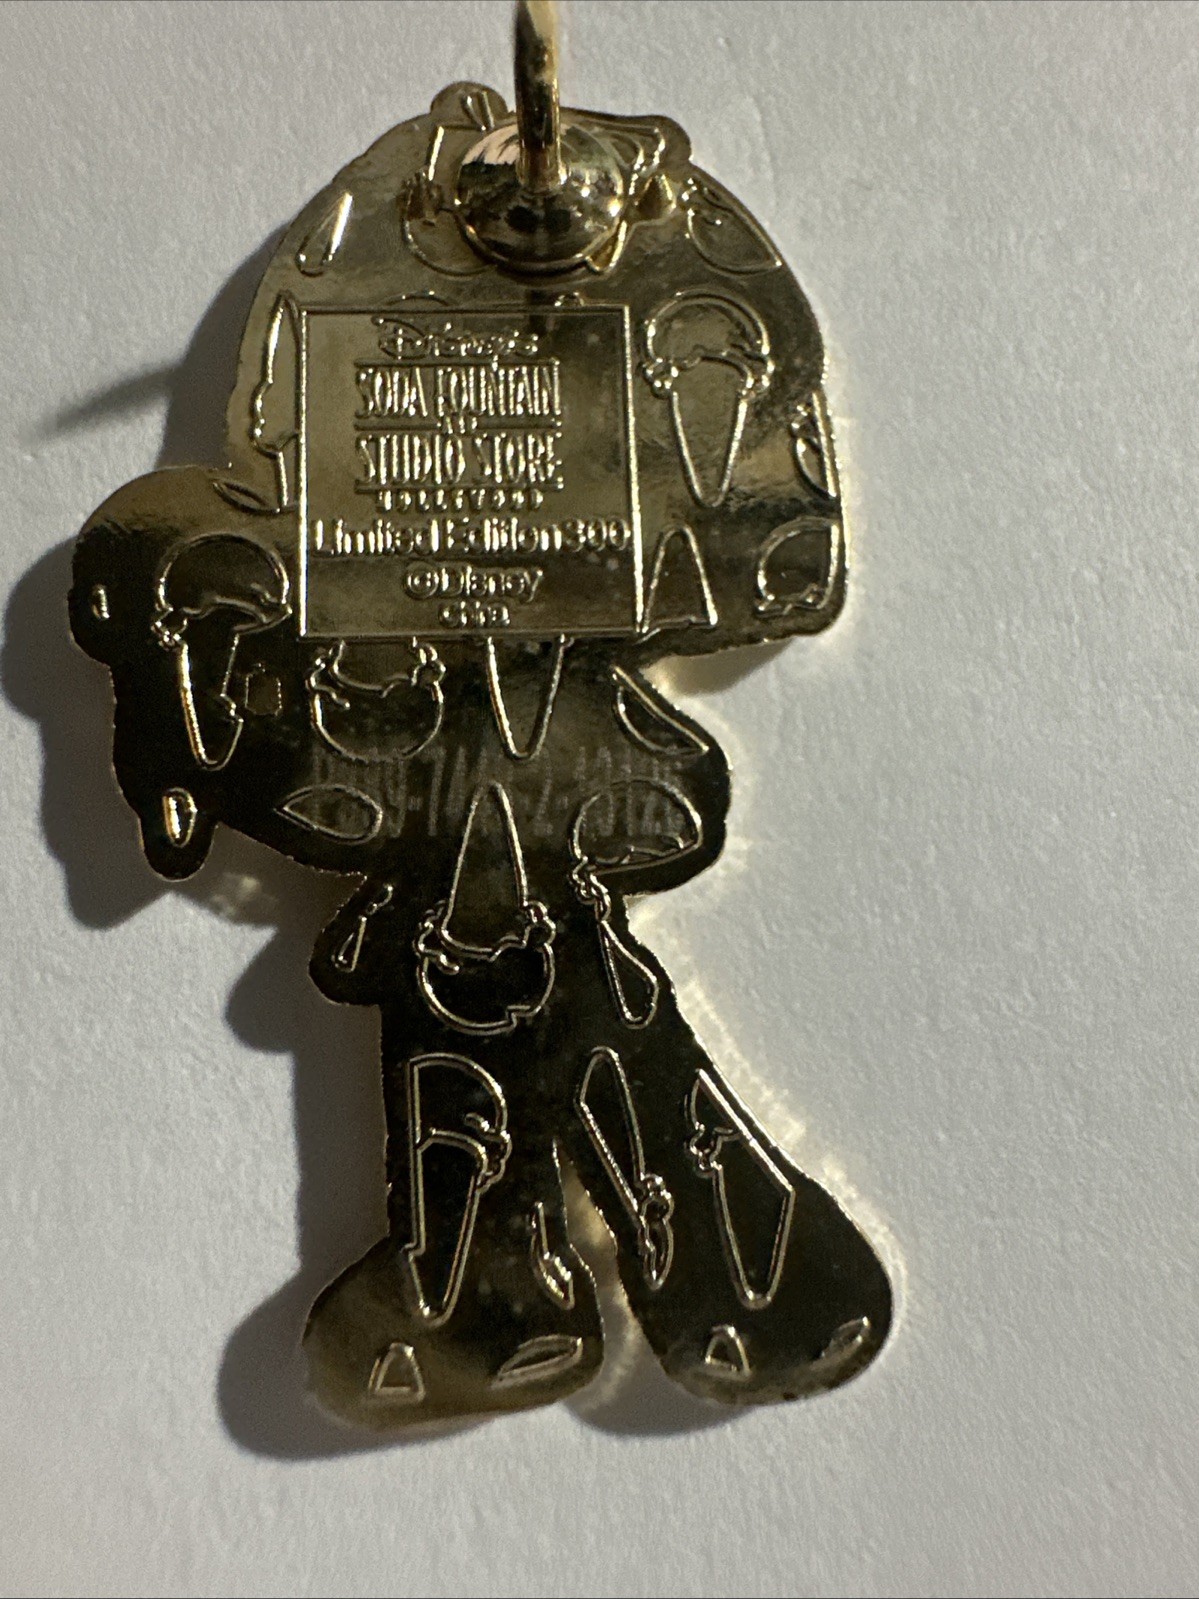 Disney's
SODA FOUNTAIN
AND
STUDIO STORE
HOLLYWOOD
Limited Edition 300
©Disney
China